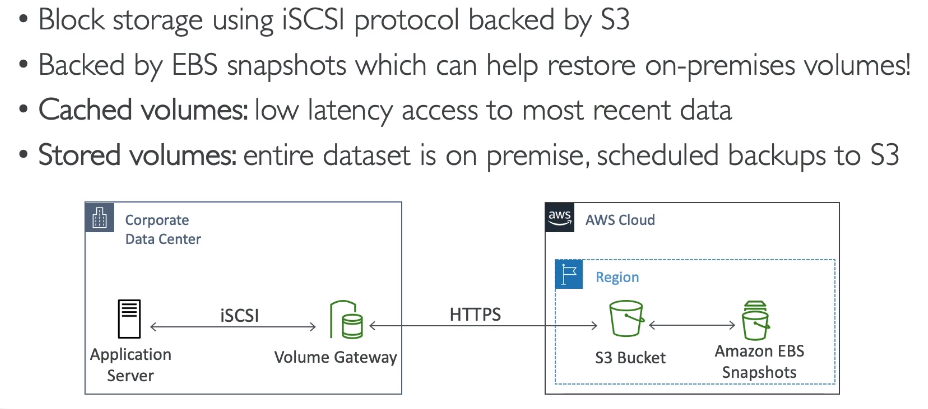 • Block storage using iSCSI protocol backed by S3
• Backed by EBS snapshots which can help restore on-premises volumes!
• Cached volumes: low latency access to most recent data
• Stored volumes: entire dataset is on premise, scheduled backups to S3
Corporate
Data Center
aws
AWS Cloud
Region
iSCSI
HTTPS
Application
Server
Volume Gateway
S3 Bucket
Amazon EBS
Snapshots